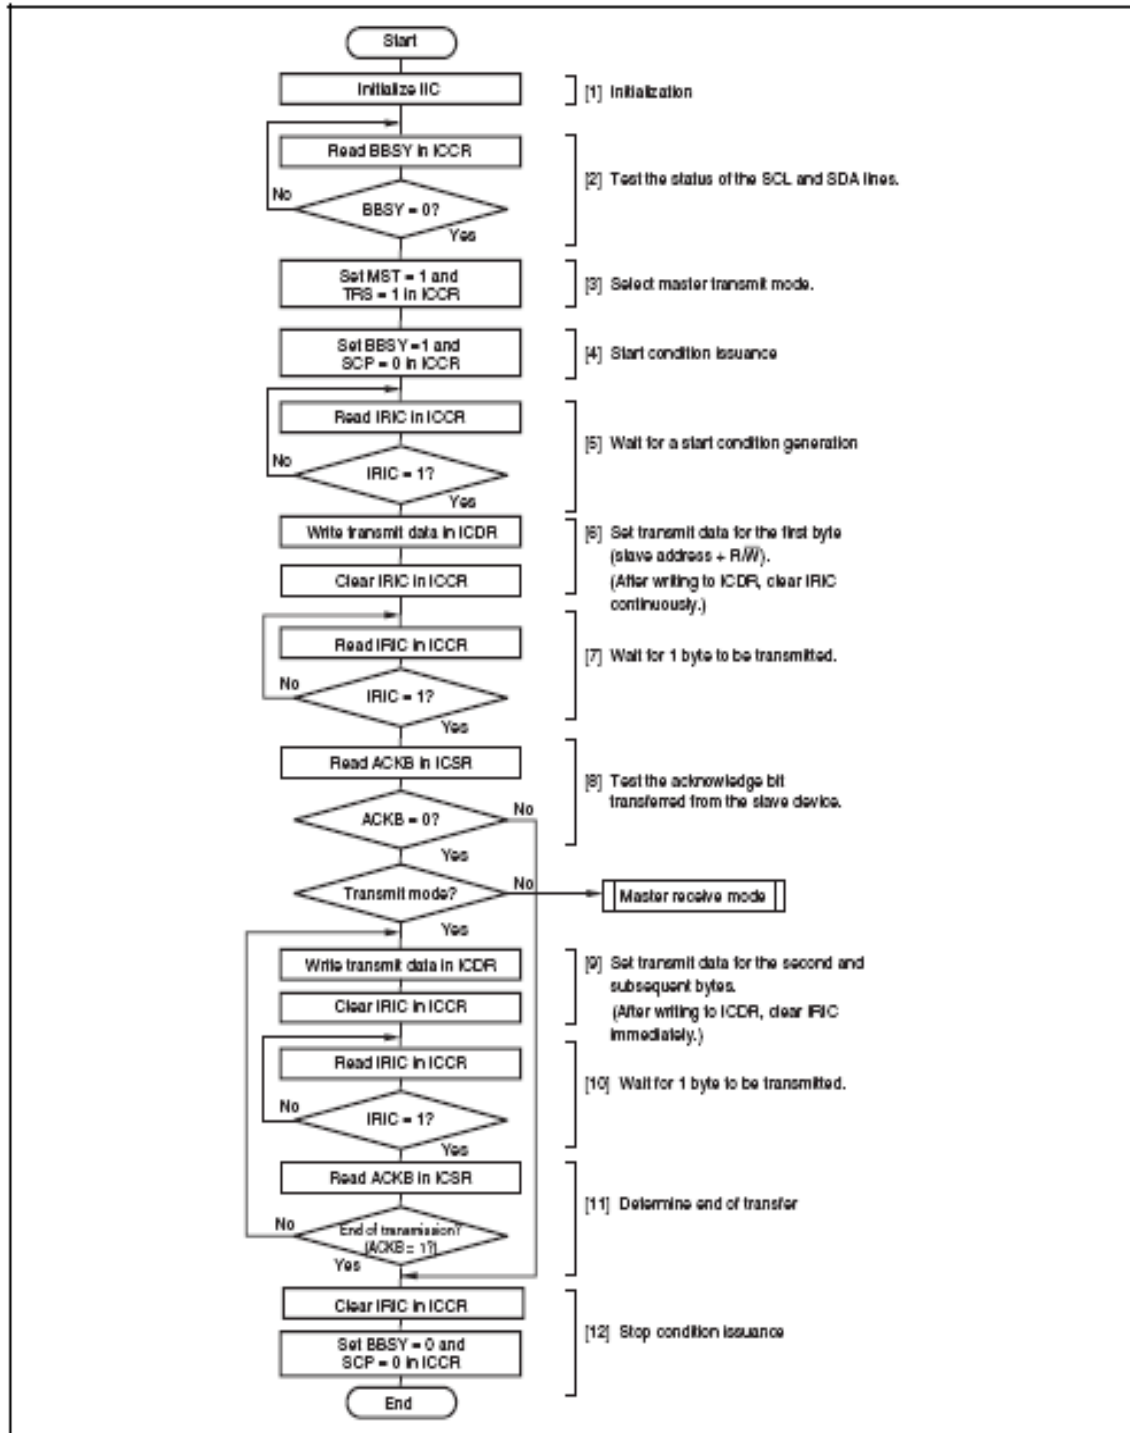 Start
Initialize IIC
[1] Initialization
Read BBSY in ICCR
[2] Test the status of the SCL and SDA lines.
No
BBSY = 0?
Yes
Set MST = 1 and
TRS = 1 in ICCR
[3] Select master transmit mode.
Set BBSY =1 and
SCP = 0 in ICCR
[4] Start condition issuance
Read IRIC in ICCR
[5] Wait for a start condition generation
No
IRIC = 1?
Yes
Write transmit data in ICDR
[6] Set transmit data for the first byte
(slave address + R/W̅).
(After writing to ICDR, clear IRIC
continuously.)
Clear IRIC in ICCR
Read IRIC in ICCR
[7] Wait for 1 byte to be transmitted.
No
IRIC = 1?
Yes
Read ACKB in ICSR
[8] Test the acknowledge bit
transferred from the slave device.
No
ACKB = 0?
Yes
No
Transmit mode?
Master receive mode
Yes
Write transmit data in ICDR
[9] Set transmit data for the second and
subsequent bytes.
(After writing to ICDR, clear IRIC
immediately.)
Clear IRIC in ICCR
Read IRIC in ICCR
[10] Wait for 1 byte to be transmitted.
No
IRIC = 1?
Yes
Read ACKB in ICSR
[11] Determine end of transfer
No
End of transmission?
(ACKB = 1?)
Yes
Clear IRIC in ICCR
[12] Stop condition issuance
Set BBSY = 0 and
SCP = 0 in ICCR
End